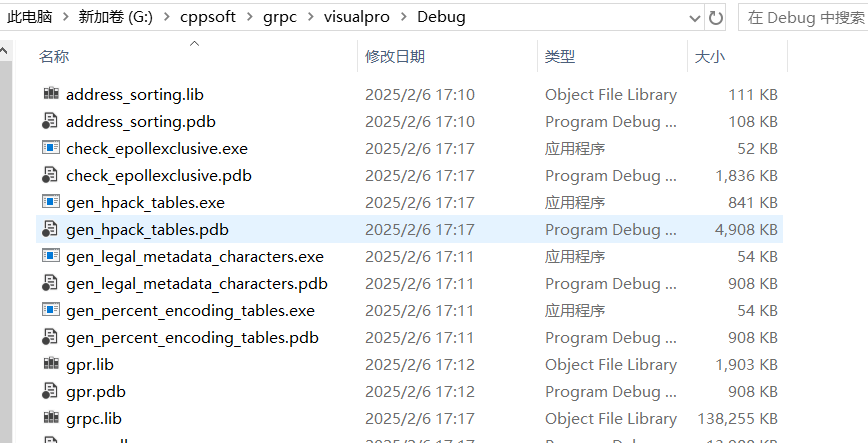 此电脑 > 新加卷 (G:) > cppsoft > grpc > visualpro > Debug 在 Debug 中搜索
名称 修改日期 类型 大小
address_sorting.lib 2025/2/6 17:10 Object File Library 111 KB
address_sorting.pdb 2025/2/6 17:10 Program Debug ... 108 KB
check_epollexclusive.exe 2025/2/6 17:17 应用程序 52 KB
check_epollexclusive.pdb 2025/2/6 17:17 Program Debug ... 1,836 KB
gen_hpack_tables.exe 2025/2/6 17:17 应用程序 841 KB
gen_hpack_tables.pdb 2025/2/6 17:17 Program Debug ... 4,908 KB
gen_legal_metadata_characters.exe 2025/2/6 17:11 应用程序 54 KB
gen_legal_metadata_characters.pdb 2025/2/6 17:11 Program Debug ... 908 KB
gen_percent_encoding_tables.exe 2025/2/6 17:11 应用程序 54 KB
gen_percent_encoding_tables.pdb 2025/2/6 17:11 Program Debug ... 908 KB
gpr.lib 2025/2/6 17:12 Object File Library 1,903 KB
gpr.pdb 2025/2/6 17:12 Program Debug ... 908 KB
grpc.lib 2025/2/6 17:17 Object File Library 138,255 KB